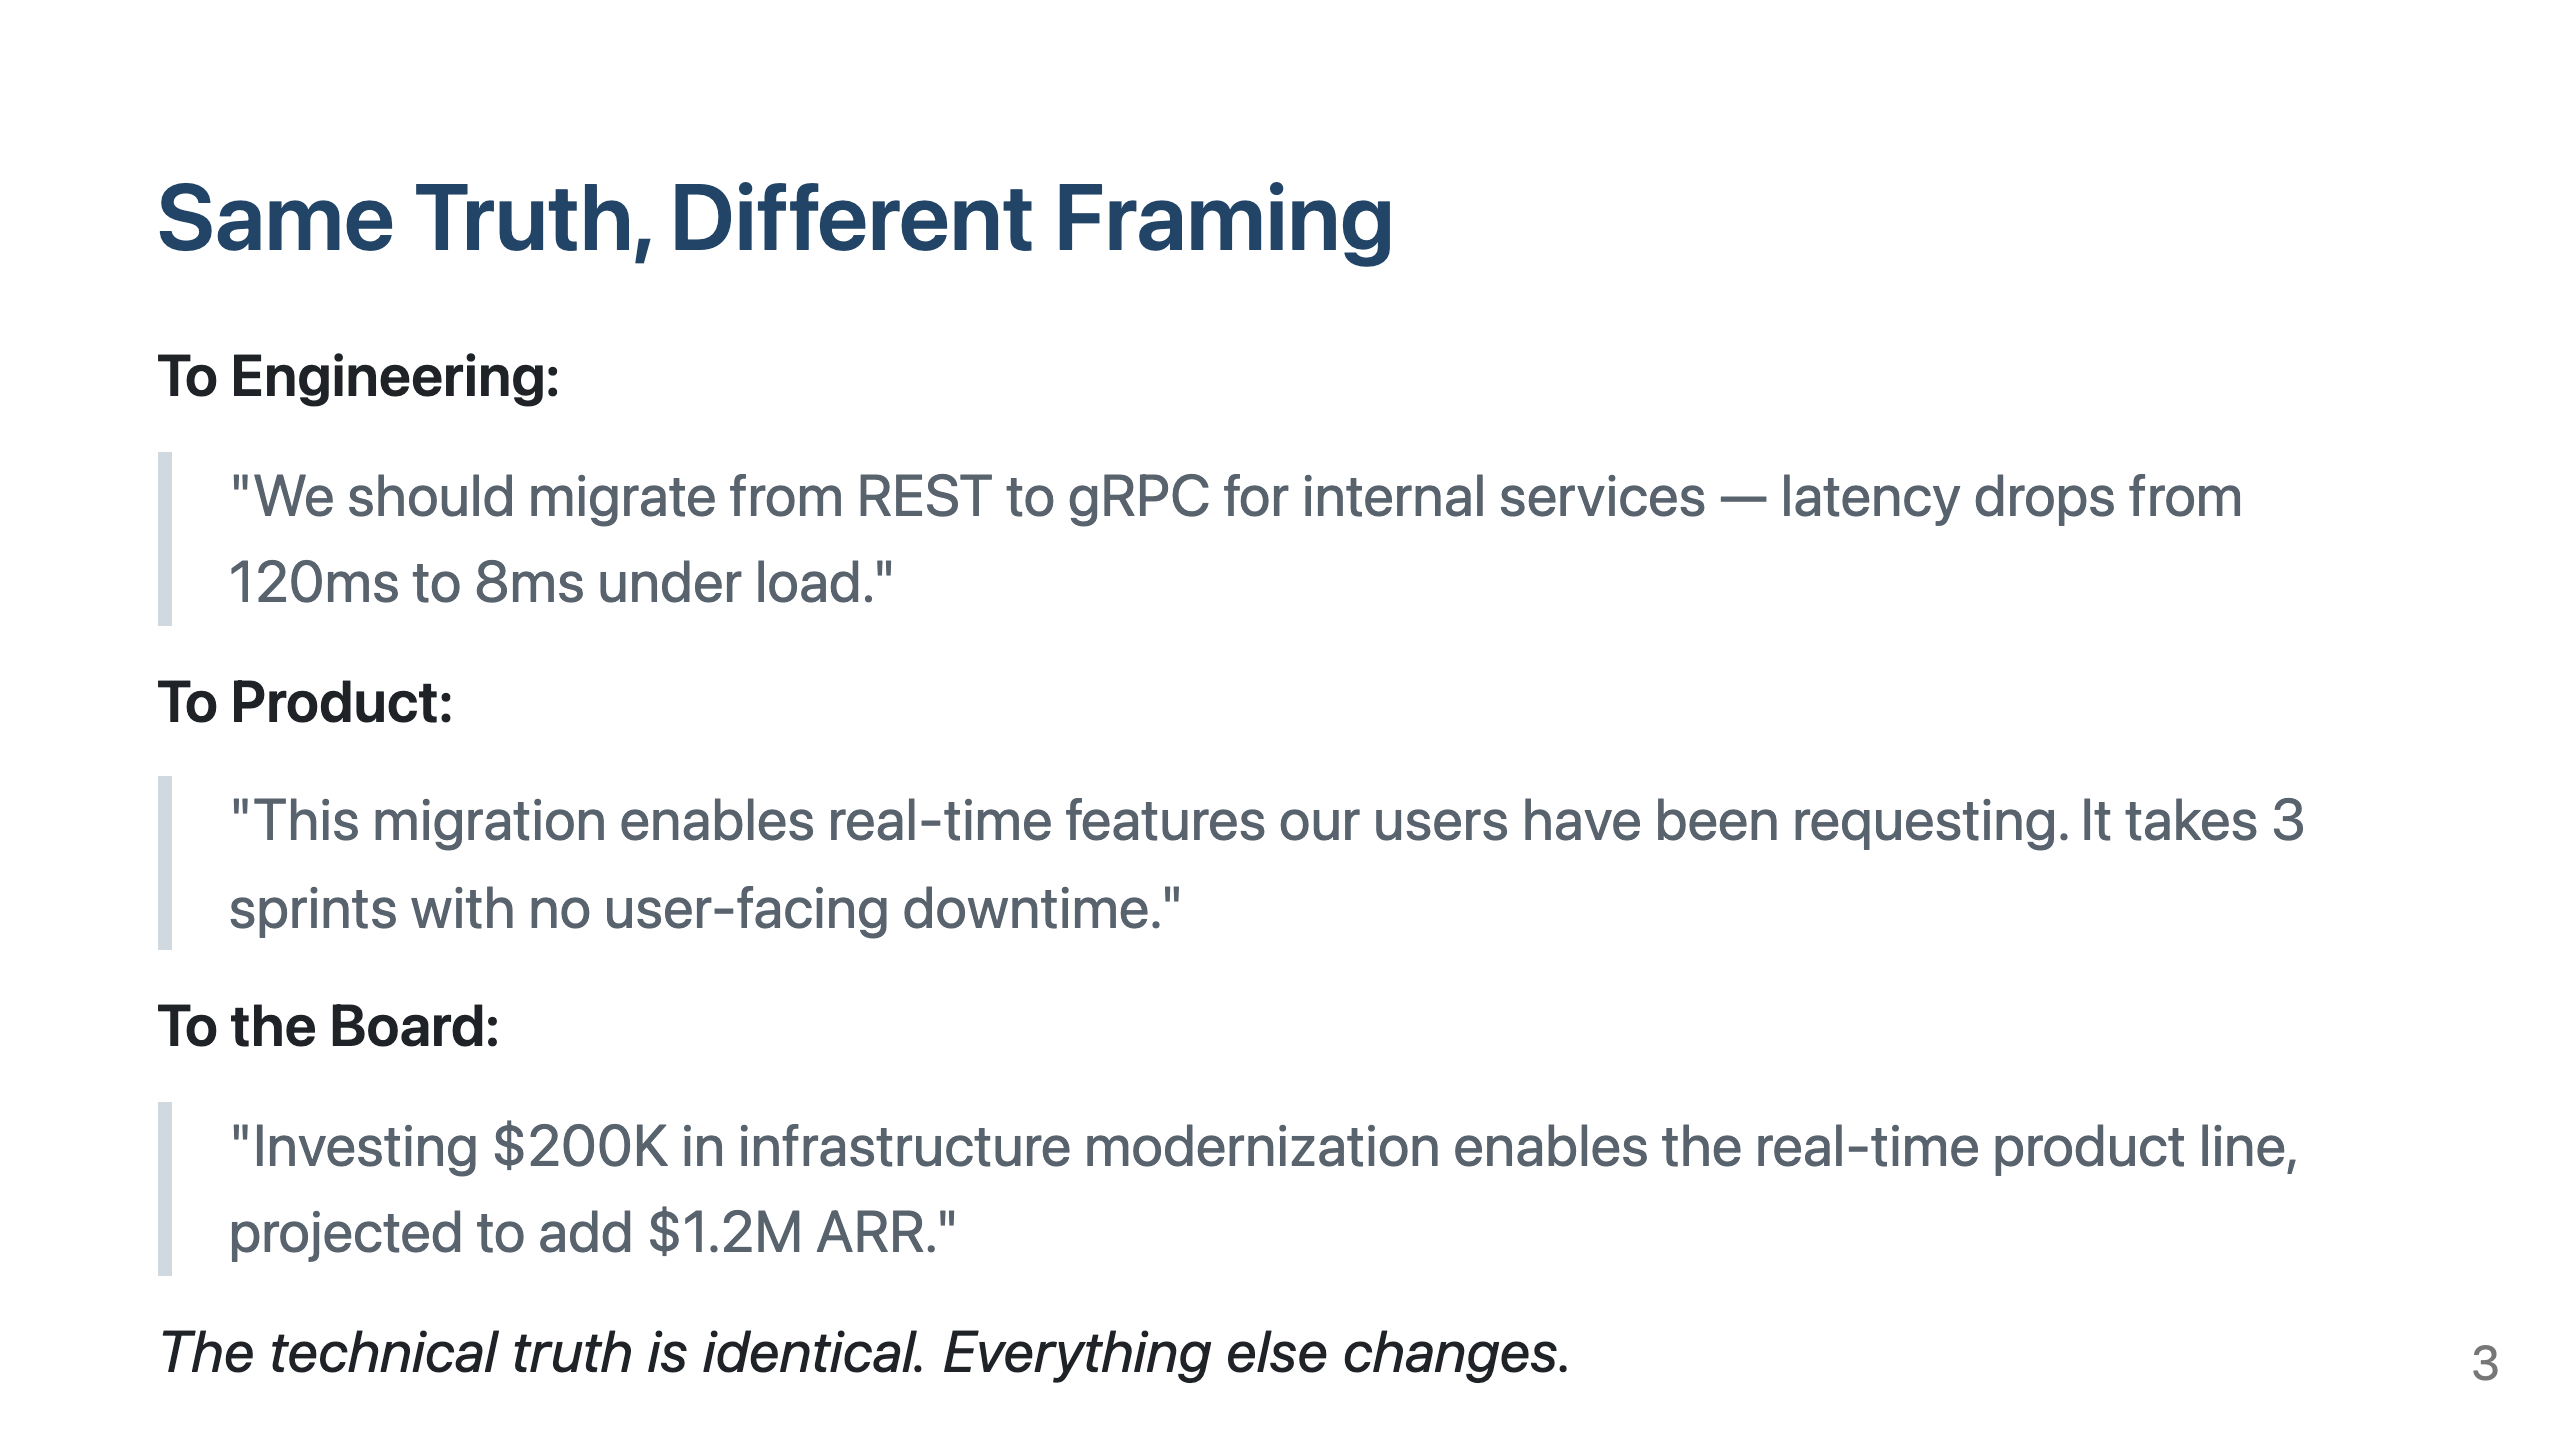 Same Truth, Different Framing
To Engineering:
"We should migrate from REST to gRPC for internal services — latency drops from
120ms to 8ms under load."
To Product:
"This migration enables real-time features our users have been requesting. It takes 3
sprints with no user-facing downtime."
To the Board:
"Investing $200K in infrastructure modernization enables the real-time product line,
projected to add $1.2M ARR."
The technical truth is identical. Everything else changes.
3